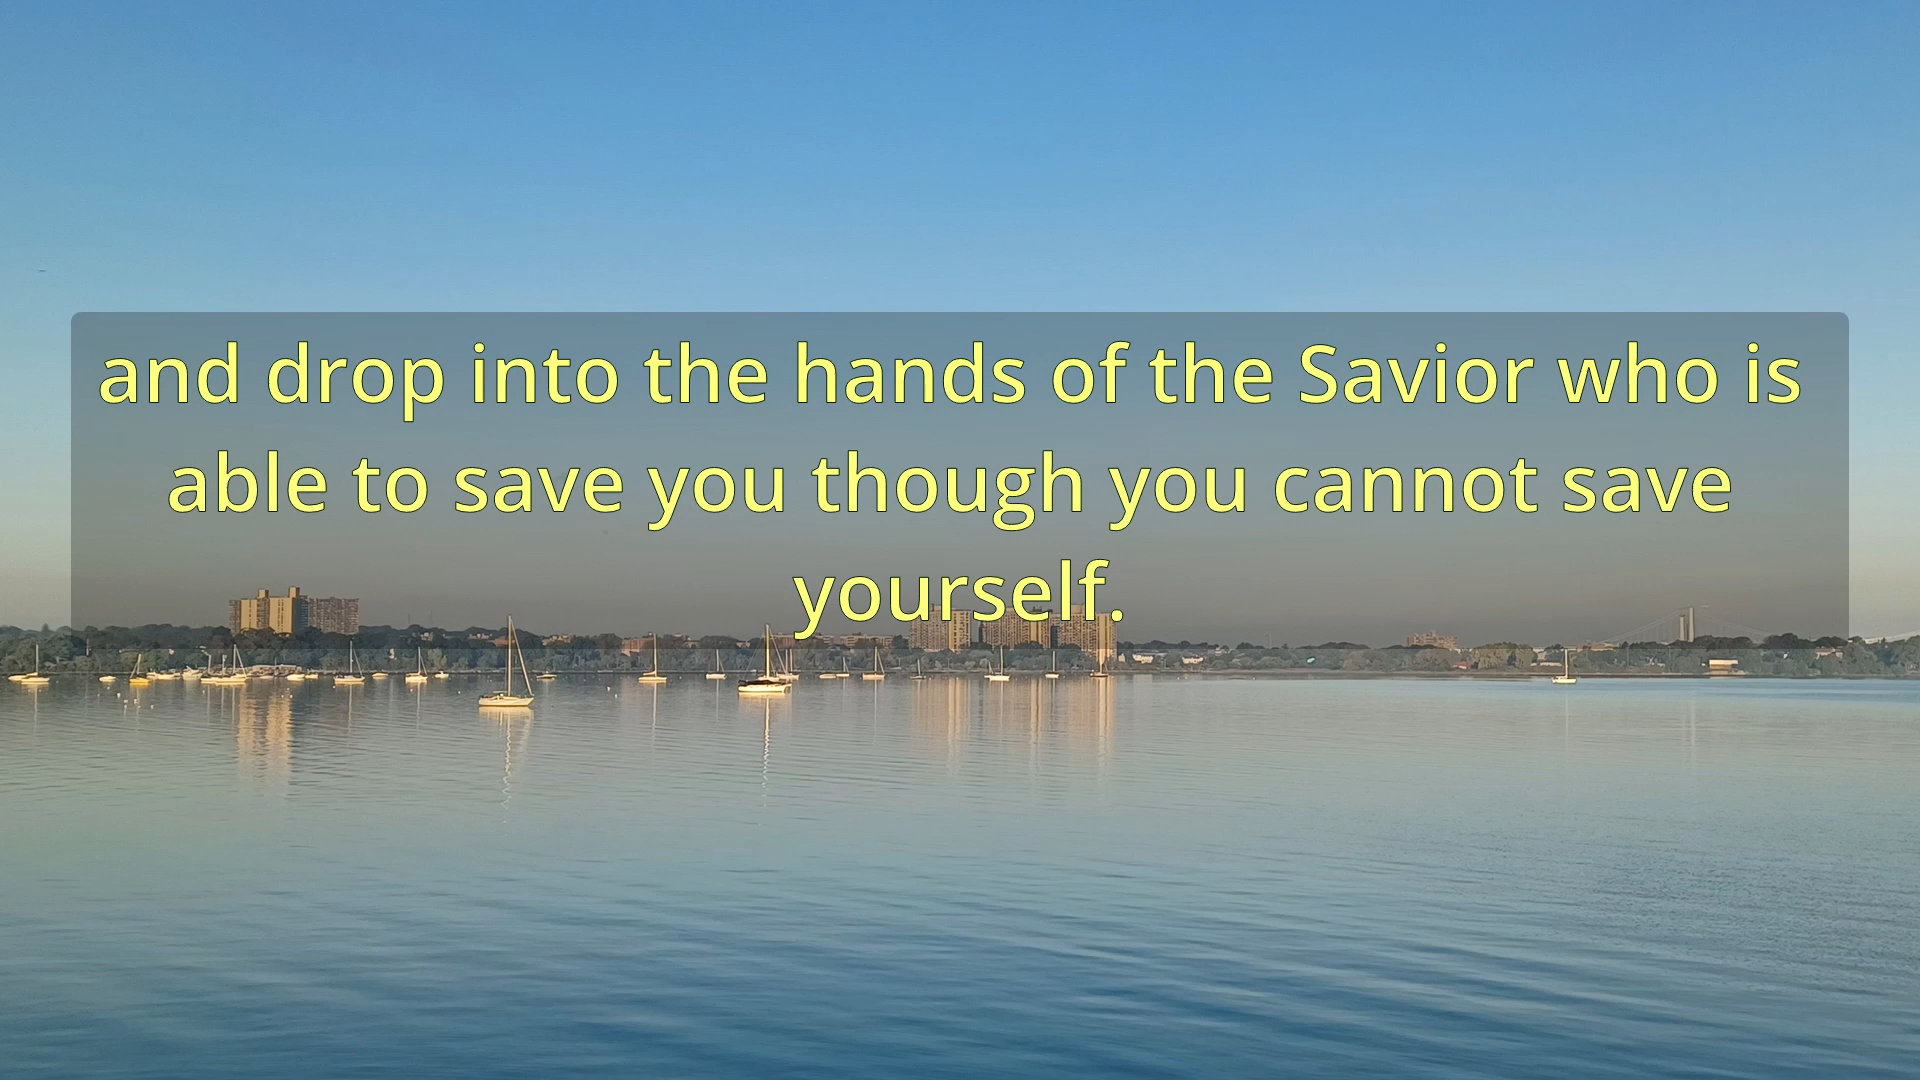 and drop into the hands of the Savior who is
able to save you though you cannot save
yourself.